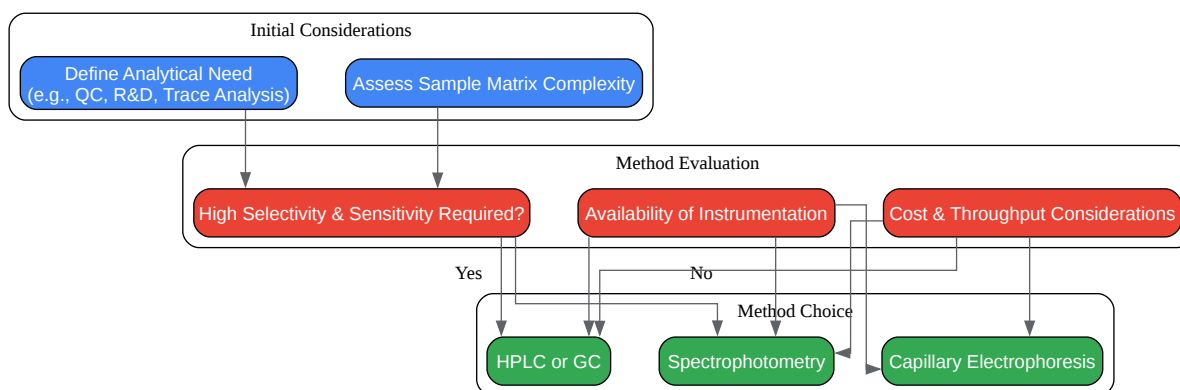 Initial Considerations
Define Analytical Need
(e.g., QC, R&D, Trace Analysis)
Assess Sample Matrix Complexity
Method Evaluation
High Selectivity & Sensitivity Required?
Availability of Instrumentation
Cost & Throughput Considerations
Yes
No
Method Choice
HPLC or GC
Spectrophotometry
Capillary Electrophoresis